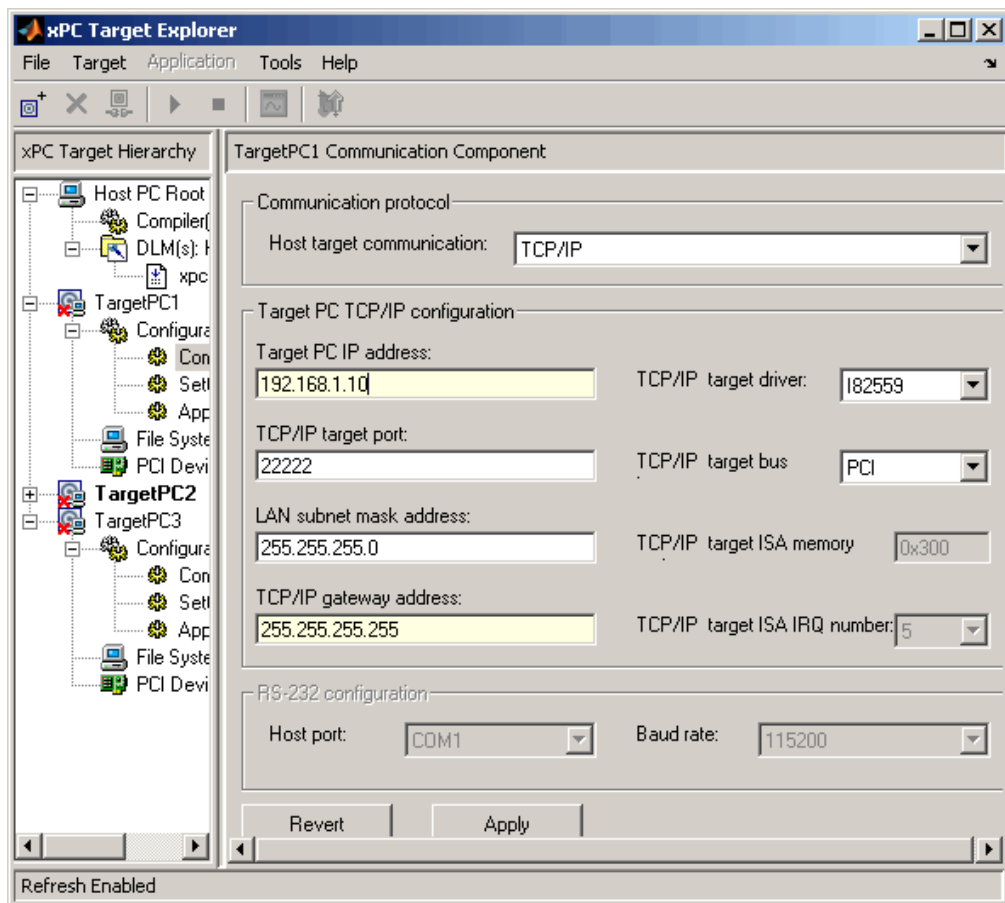 xPC Target Explorer
File Target Application Tools Help
xPC Target Hierarchy
TargetPC1 Communication Component
Host PC Root
Compiler(
DLM(s): H
xpc
TargetPC1
Configura
Con
Sett
App
File Syste
PCI Devi
TargetPC2
TargetPC3
Configura
Con
Sett
App
File Syste
PCI Devi
Communication protocol
Host target communication: TCP/IP
Target PC TCP/IP configuration
Target PC IP address:
192.168.1.10
TCP/IP target driver: I82559
TCP/IP target port:
22222
TCP/IP target bus PCI
LAN subnet mask address:
255.255.255.0
TCP/IP target ISA memory 0x300
TCP/IP gateway address:
255.255.255.255
TCP/IP target ISA IRQ number: 5
RS-232 configuration
Host port: COM1 Baud rate: 115200
Revert Apply
Refresh Enabled